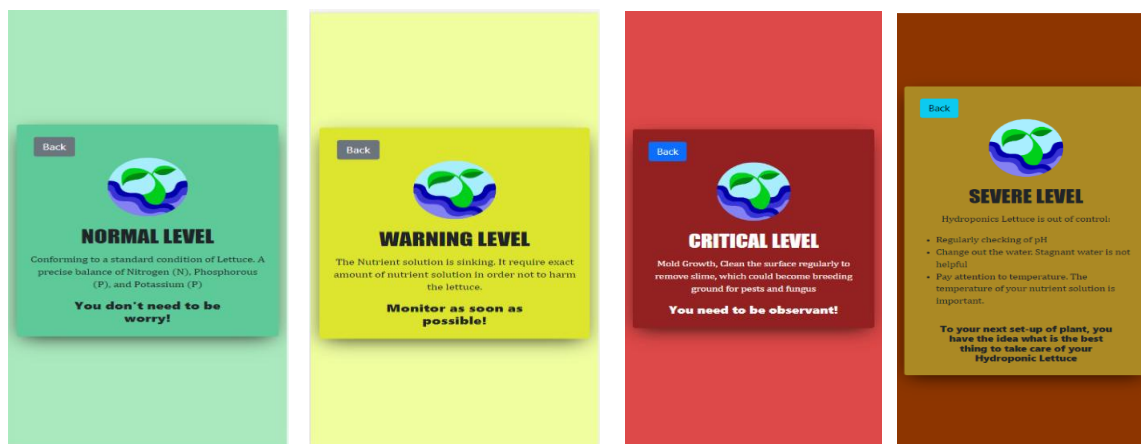 Back
NORMAL LEVEL
Conforming to a standard condition of Lettuce. A
precise balance of Nitrogen (N), Phosphorous
(P), and Potassium (P)
You don't need to be
worry!
Back
WARNING LEVEL
The Nutrient solution is sinking. It require exact
amount of nutrient solution in order not to harm
the lettuce.
Monitor as soon as
possible!
Back
CRITICAL LEVEL
Mold Growth, Clean the surface regularly to
remove slime, which could become breeding
ground for pests and fungus
You need to be observant!
Back
SEVERE LEVEL
Hydroponics Lettuce is out of control:
• Regularly checking of pH
• Change out the water. Stagnant water is not
helpful
• Pay attention to temperature. The
temperature of your nutrient solution is
important.
To your next set-up of plant, you
have the idea what is the best
thing to take care of your
Hydroponic Lettuce